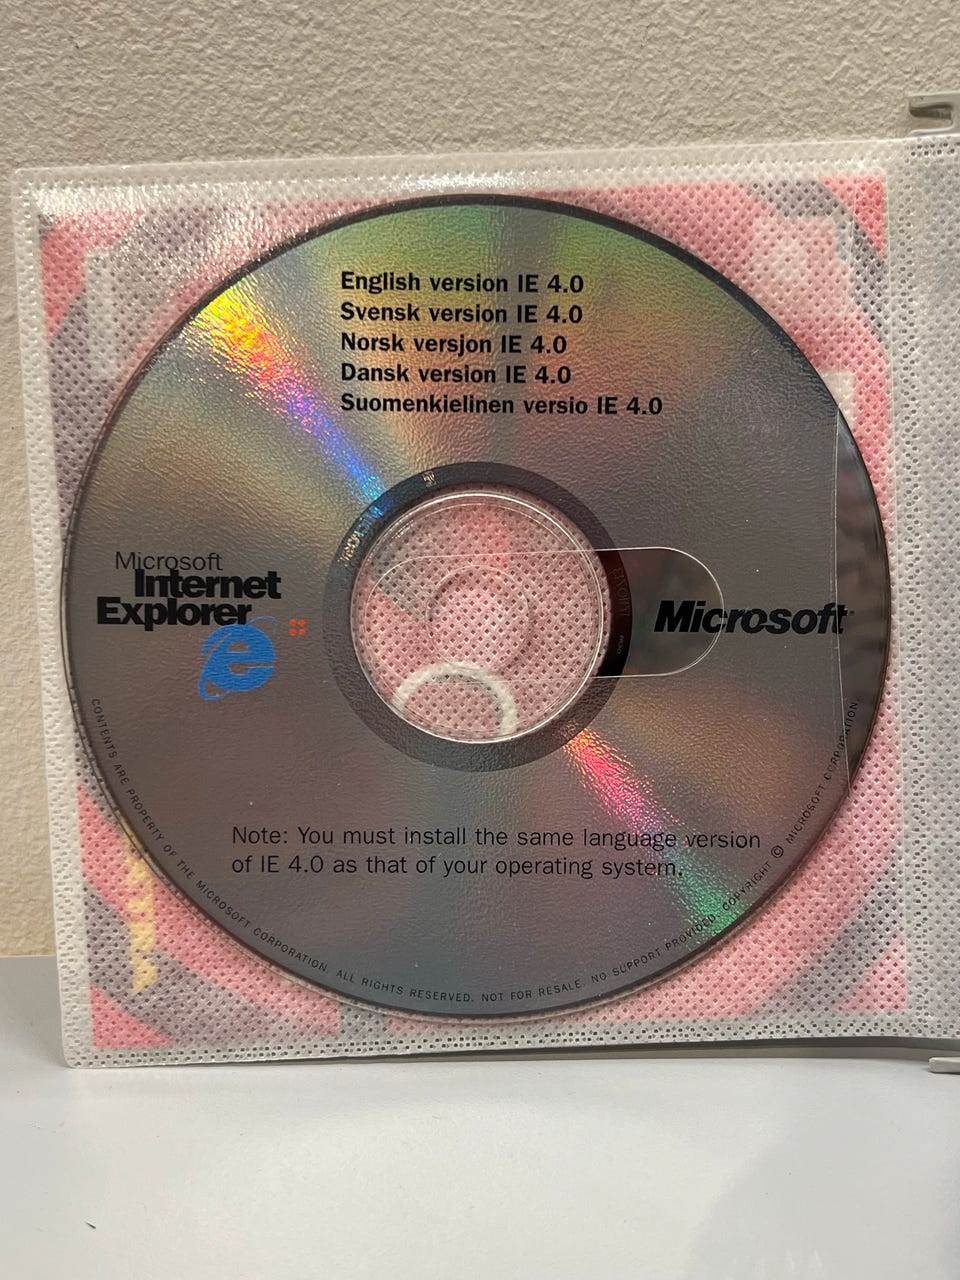 English version IE 4.0
Svensk version IE 4.0
Norsk versjon IE 4.0
Dansk version IE 4.0
Suomenkielinen versio IE 4.0
Microsoft
Internet
Explorer
Microsoft
Note: You must install the same language version
of IE 4.0 as that of your operating system.
CONTENTS ARE PROPERTY OF THE MICROSOFT CORPORATION. ALL RIGHTS RESERVED. NOT FOR RESALE. NO SUPPORT PROVIDED. COPYRIGHT © MICROSOFT CORPORATION